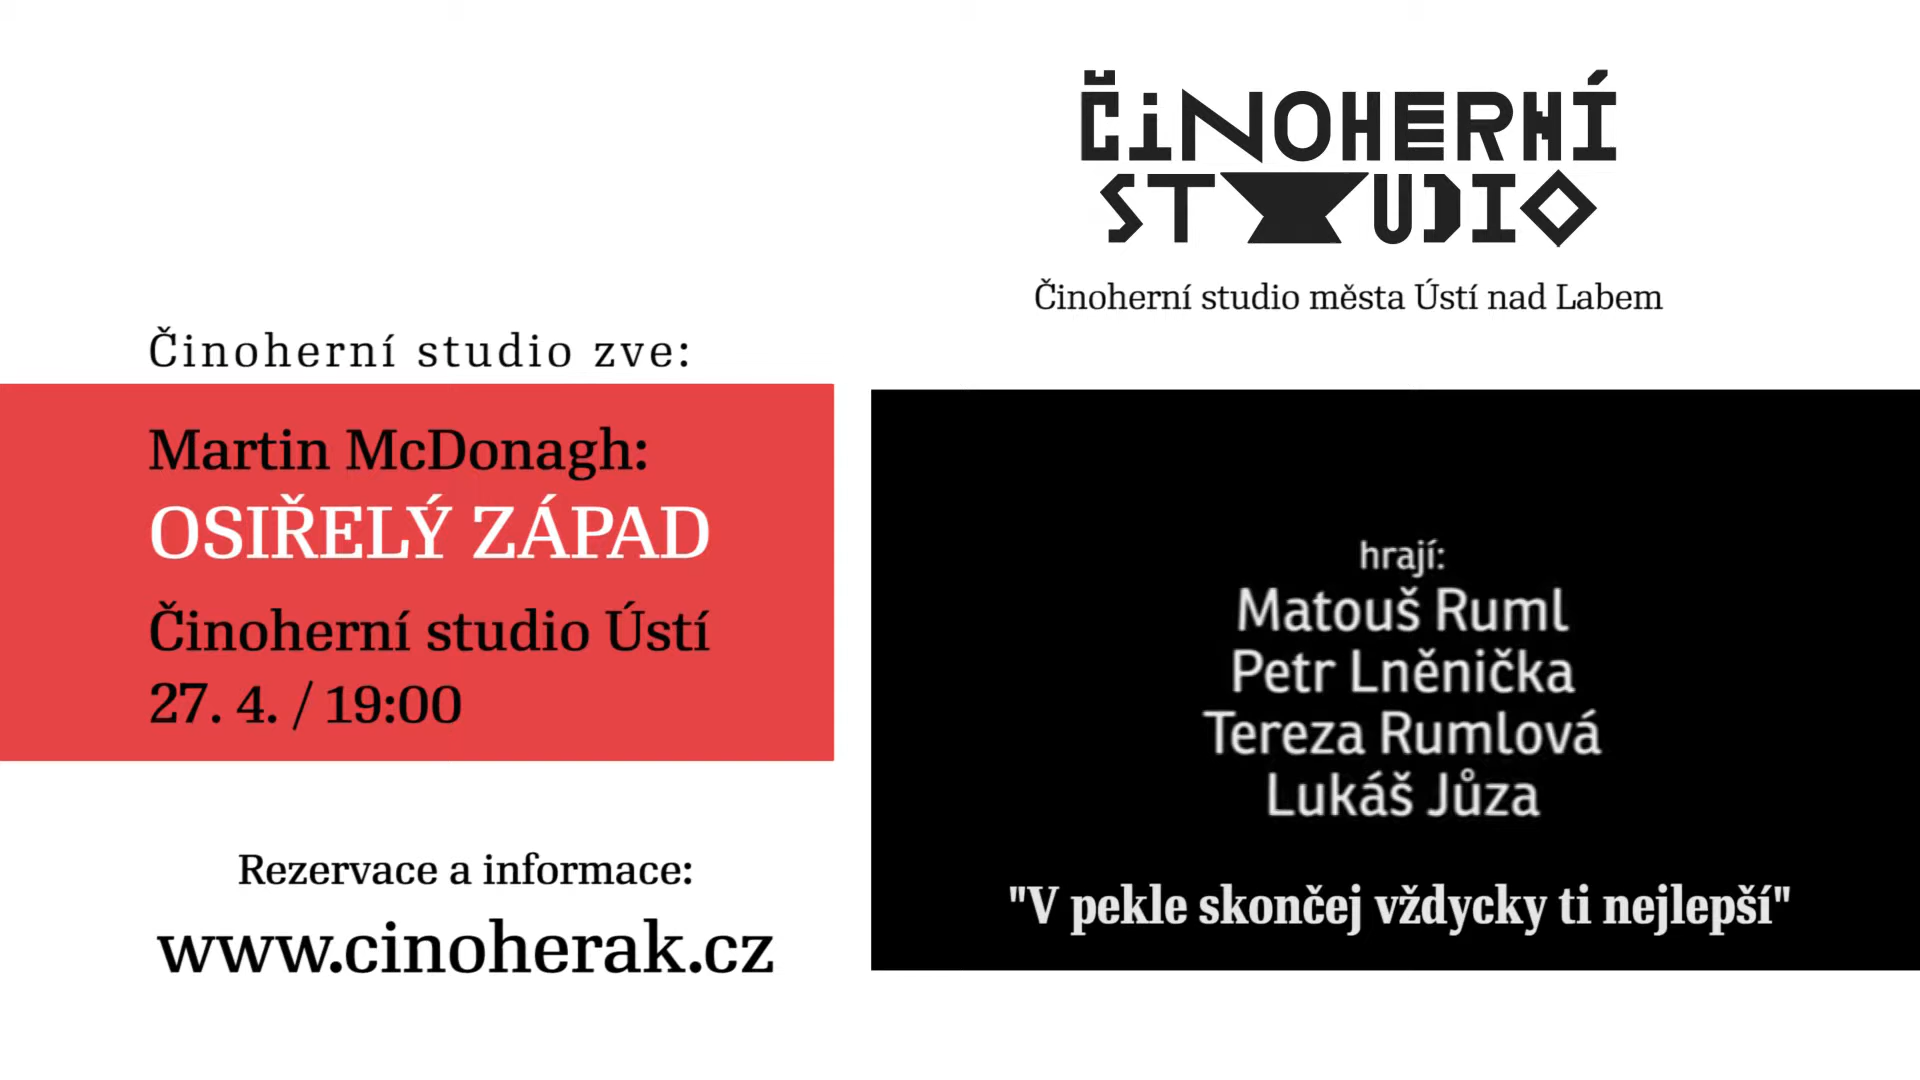 Činoherní studio zve:
Martin McDonagh:
OSIŘELÝ ZÁPAD
Činoherní studio Ústí
27. 4. / 19:00
Rezervace a informace:
www.cinoherak.cz
ČiNOHERNÍ
STUDIO
Činoherní studio města Ústí nad Labem
hrají:
Matouš Ruml
Petr Lněnička
Tereza Rumlová
Lukáš Jůza
"V pekle skončej vždycky ti nejlepší"